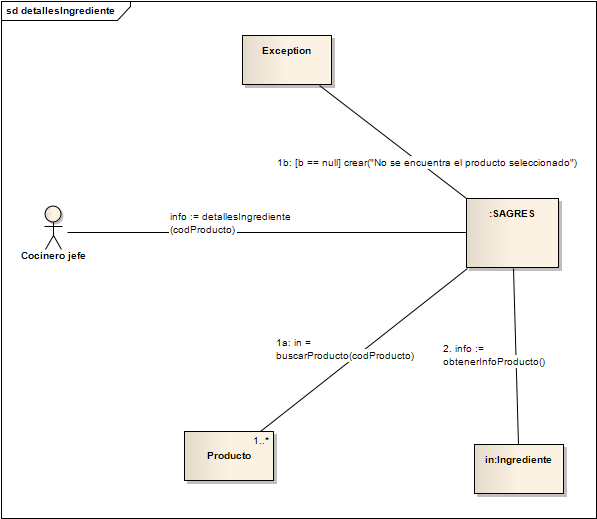 sd detallesIngrediente
Exception
1b: [b == null] crear("No se encuentra el producto seleccionado")
:SAGRES
info := detallesIngrediente
(codProducto)
Cocinero jefe
1a: in =
buscarProducto(codProducto)
2. info :=
obtenerInfoProducto()
1..*
Producto
in:Ingrediente